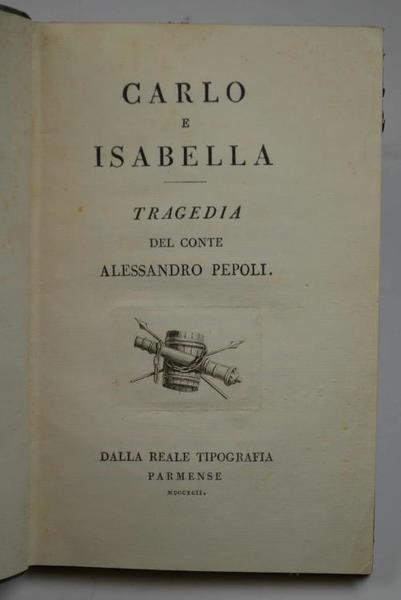 CARLO
E
ISABELLA
TRAGEDIA
DEL CONTE
ALESSANDRO PEPOLI.
DALLA REALE TIPOGRAFIA
PARMENSE
MDCCXCII.